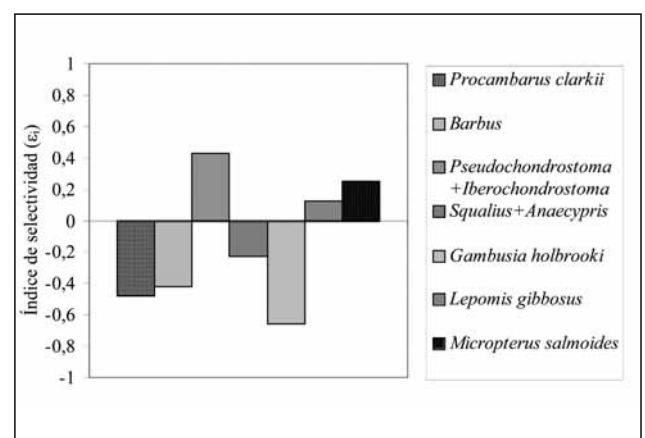 Índice de selectividad (εi)
1
0,8
0,6
0,4
0,2
0
-0,2
-0,4
-0,6
-0,8
-1
Procambarus clarkii
Barbus
Pseudochondrostoma
+Iberochondrostoma
Squalius+Anaecypris
Gambusia holbrooki
Lepomis gibbosus
Micropterus salmoides